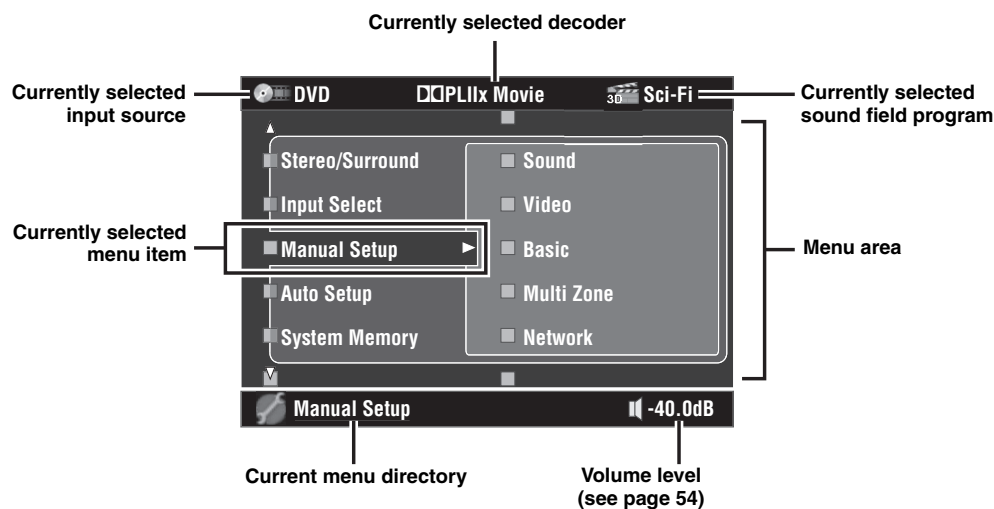 Currently selected decoder
Currently selected
input source
DVD
PLIIx Movie
3D Sci-Fi
Currently selected
sound field program
Stereo/Surround
Input Select
Manual Setup
Auto Setup
System Memory
Sound
Video
Basic
Multi Zone
Network
Currently selected
menu item
Menu area
Manual Setup
-40.0dB
Current menu directory
Volume level
(see page 54)